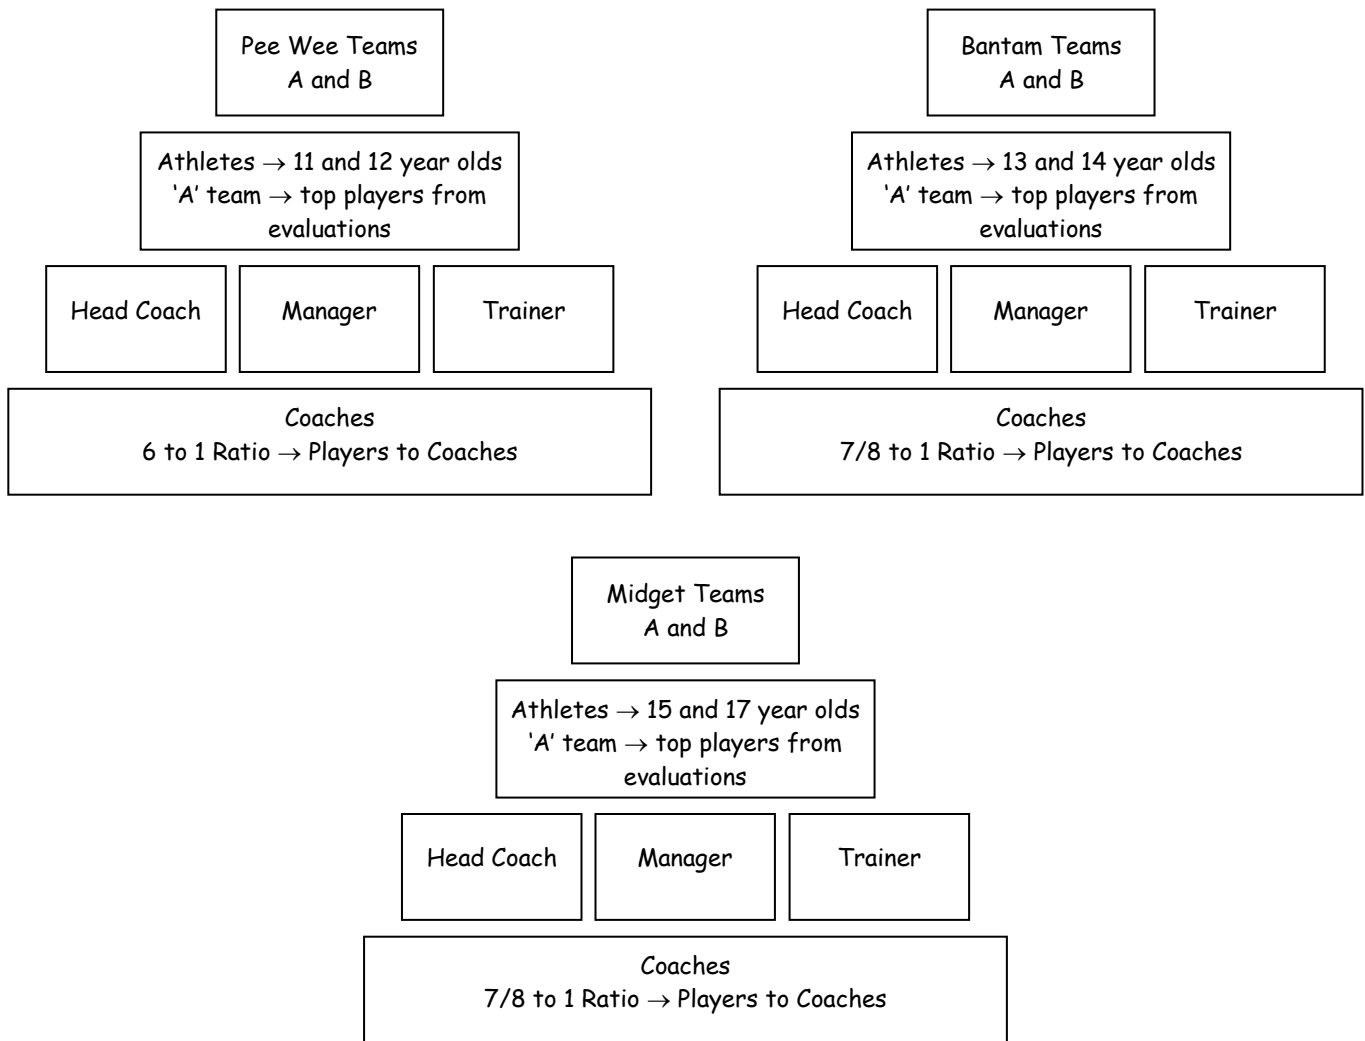 Pee Wee Teams
A and B
Athletes → 11 and 12 year olds
‘A’ team → top players from
evaluations
Head Coach
Manager
Trainer
Coaches
6 to 1 Ratio → Players to Coaches
Bantam Teams
A and B
Athletes → 13 and 14 year olds
‘A’ team → top players from
evaluations
Head Coach
Manager
Trainer
Coaches
7/8 to 1 Ratio → Players to Coaches
Midget Teams
A and B
Athletes → 15 and 17 year olds
‘A’ team → top players from
evaluations
Head Coach
Manager
Trainer
Coaches
7/8 to 1 Ratio → Players to Coaches